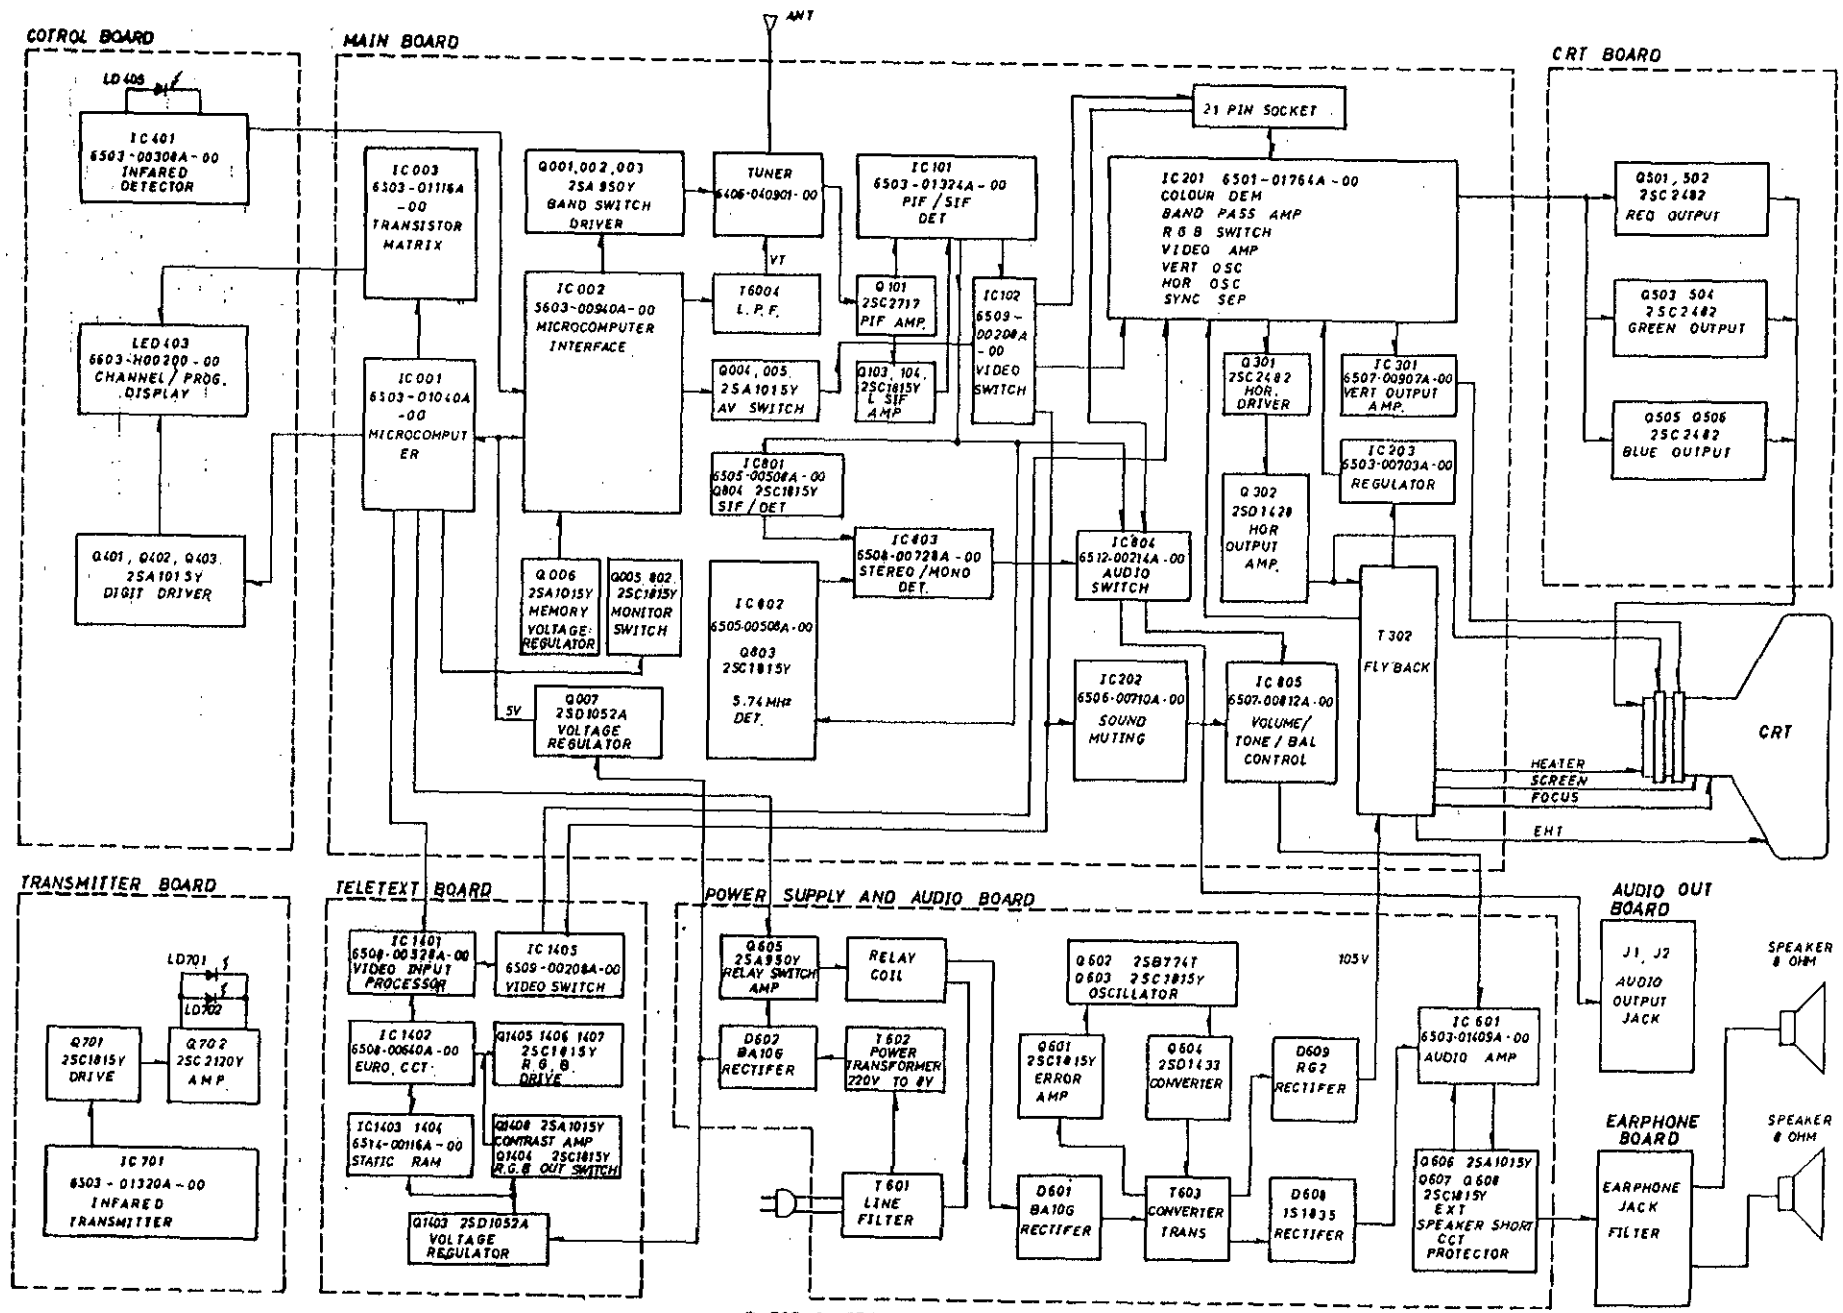 ANT
COTROL BOARD
LD405
IC401
6503-00308A-00
INFARED
DETECTOR
LED403
6603-H00200-00
CHANNEL/PROG.
DISPLAY
Q401, Q402, Q403.
2SA1015Y
DIGIT DRIVER
MAIN BOARD
IC003
6503-01116A
-00
TRANSISTOR
MATRIX
IC001
6503-01040A
-00
MICROCOMPUT
ER
Q001,002,003
2SA950Y
BAND SWITCH
DRIVER
IC002
5603-00940A-00
MICROCOMPUTER
INTERFACE
TUNER
6406-040901-00
VT
T6004
L.P.F.
Q004,005.
2SA1015Y
AV SWITCH
IC101
6503-01324A-00
PIF/SIF
DET
Q101
2SC2717
PIF AMP.
Q103, 104.
2SC1815Y
L SIF
AMP
IC102
6509-
00208A
-00
VIDEO
SWITCH
21 PIN SOCKET
IC201 6501-01764A-00
COLOUR DEM
BAND PASS AMP
RGB SWITCH
VIDEO AMP
VERT OSC
HOR OSC
SYNC SEP
Q301
2SC2482
HOR.
DRIVER
IC301
6507-00907A-00
VERT OUTPUT
AMP.
IC203
6503-00703A-00
REGULATOR
Q302
2SD1428
HOR
OUTPUT
AMP.
IC801
6505-00508A-00
Q804 2SC1815Y
SIF/DET
IC803
6508-00728A-00
STEREO/MONO
DET.
IC804
6512-00214A-00
AUDIO
SWITCH
Q006
2SA1015Y
MEMORY
VOLTAGE
REGULATOR
Q005 802.
2SC1815Y
MONITOR
SWITCH
IC802
6505-00508A-00
Q803
2SC1815Y
5.74MHz
DET.
Q007
2SD1052A
VOLTAGE
REGULATOR
5V
IC202
6506-00710A-00
SOUND
MUTING
IC805
6507-00812A-00
VOLUME/
TONE/BAL
CONTROL
T302
FLYBACK
HEATER
SCREEN
FOCUS
EHT
CRT BOARD
Q501, 502
2SC2482
RED OUTPUT
Q503 504
2SC2482
GREEN OUTPUT
Q505 Q506
2SC2482
BLUE OUTPUT
CRT
TRANSMITTER BOARD
LD701
LD702
Q701
2SC1815Y
DRIVE
Q702
2SC2120Y
AMP
IC701
6503-01320A-00
INFARED
TRANSMITTER
TELETEXT BOARD
IC1401
6508-00328A-00
VIDEO INPUT
PROCESSOR
IC1405
6509-00208A-00
VIDEO SWITCH
IC1402
6508-00640A-00
EURO CCT.
Q1405 1406 1407
2SC1815Y
R.G.B.
DRIVE
IC1403 1404
6514-00116A-00
STATIC RAM
Q1408 2SA1015Y
CONTRAST AMP
Q1404 2SC1815Y
R.G.B OUT SWITCH
Q1403 2SD1052A
VOLTAGE
REGULATOR
POWER SUPPLY AND AUDIO BOARD
Q605
2SA950Y
RELAY SWITCH
AMP
RELAY
COIL
D602
BA10G
RECTIFER
T602
POWER
TRANSFORMER
220V TO 8V
T601
LINE
FILTER
Q602 2SB774T
Q603 2SC1815Y
OSCILLATOR
Q601
2SC1815Y
ERROR
AMP
Q604
2SD1433
CONVERTER
D609
RG2
RECTIFER
105V
D601
BA10G
RECTIFER
T603
CONVERTER
TRANS
D608
1S1835
RECTIFER
IC601
6503-01409A-00
AUDIO AMP
Q606 2SA1015Y
Q607 Q608
2SC1815Y
EXT
SPEAKER SHORT
CCT
PROTECTOR
AUDIO OUT
BOARD
J1, J2
AUDIO
OUTPUT
JACK
EARPHONE
BOARD
EARPHONE
JACK
FILTER
SPEAKER
8 OHM
SPEAKER
8 OHM